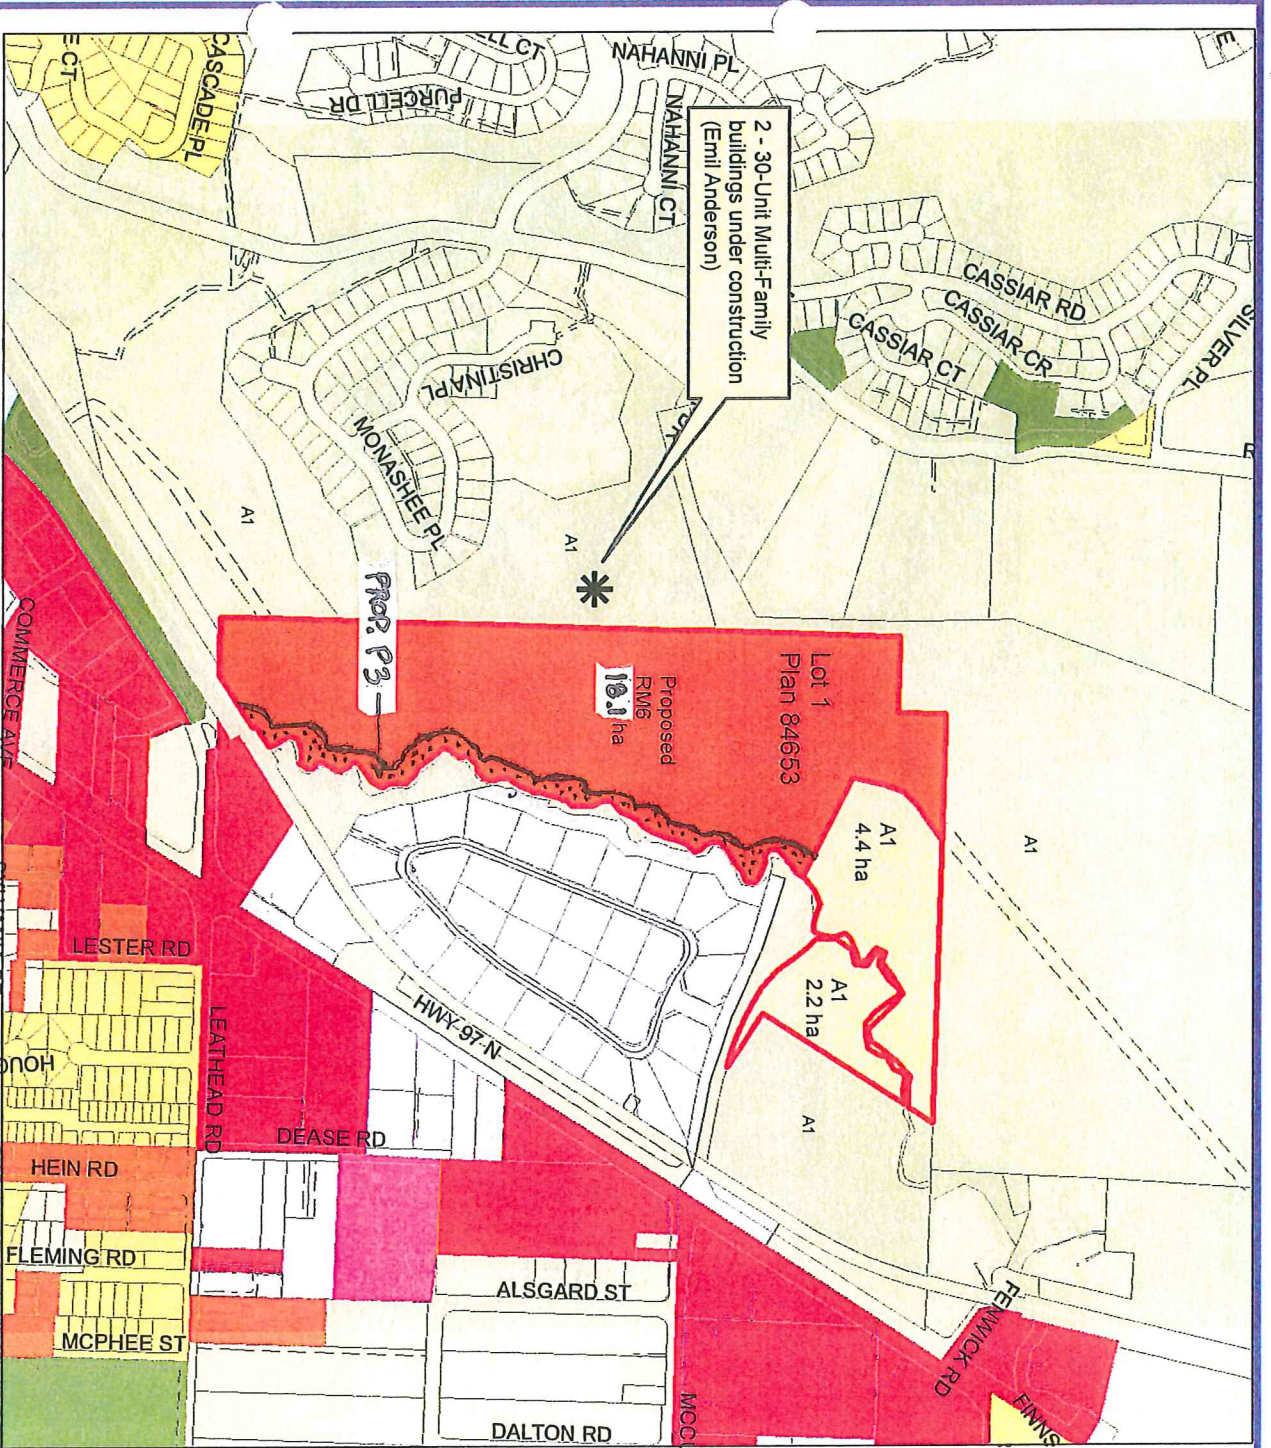 E CT
CASCADE PL
ELL CT
PURCELL DR
NAHANNI PL
NAHANNI CT
2 - 30-Unit Multi-Family
buildings under construction
(Emil Anderson)
CASSIAR RD
CASSIAR CR
CASSIAR CT
SILVER PL
CHRISTINA PL
MONASHEE PL
A1
A1
PROP. P3
Lot 1
Plan 84653
Proposed
RM6
18.1 ha
A1
4.4 ha
A1
2.2 ha
A1
A1
COMMERCE AVE
LESTER RD
LEATHEAD RD
HWY 97 N
DEASE RD
HEIN RD
FLEMING RD
MCPHEE ST
ALSGARD ST
DALTON RD
FENWICK RD
FINNS